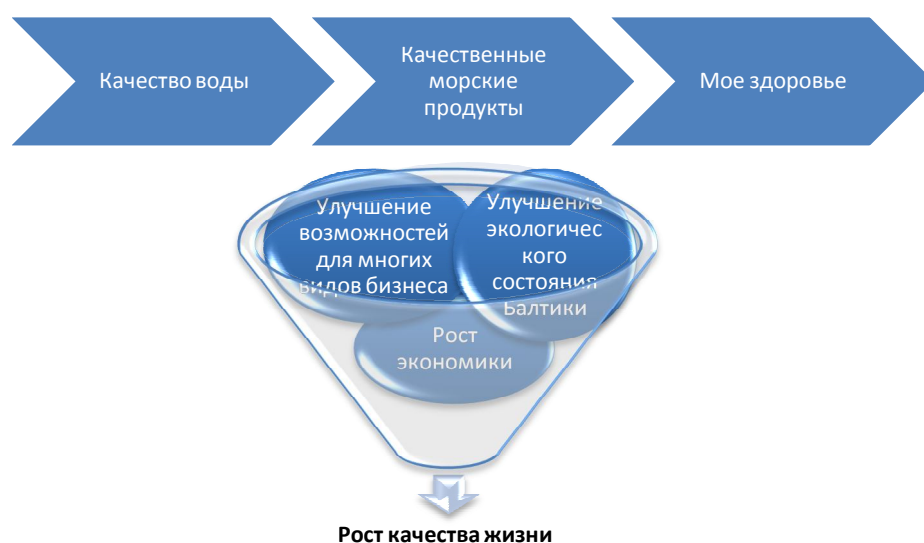 Качество воды
Качественные
морские
продукты
Мое здоровье
Улучшение
возможностей
для многих
видов бизнеса
Улучшение
экологичес
кого
состояния
Балтики
Рост
экономики
Рост качества жизни